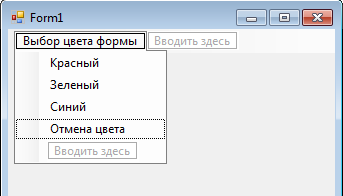 Form1
Выбор цвета формы Вводить здесь
Красный
Зеленый
Синий
Отмена цвета
Вводить здесь